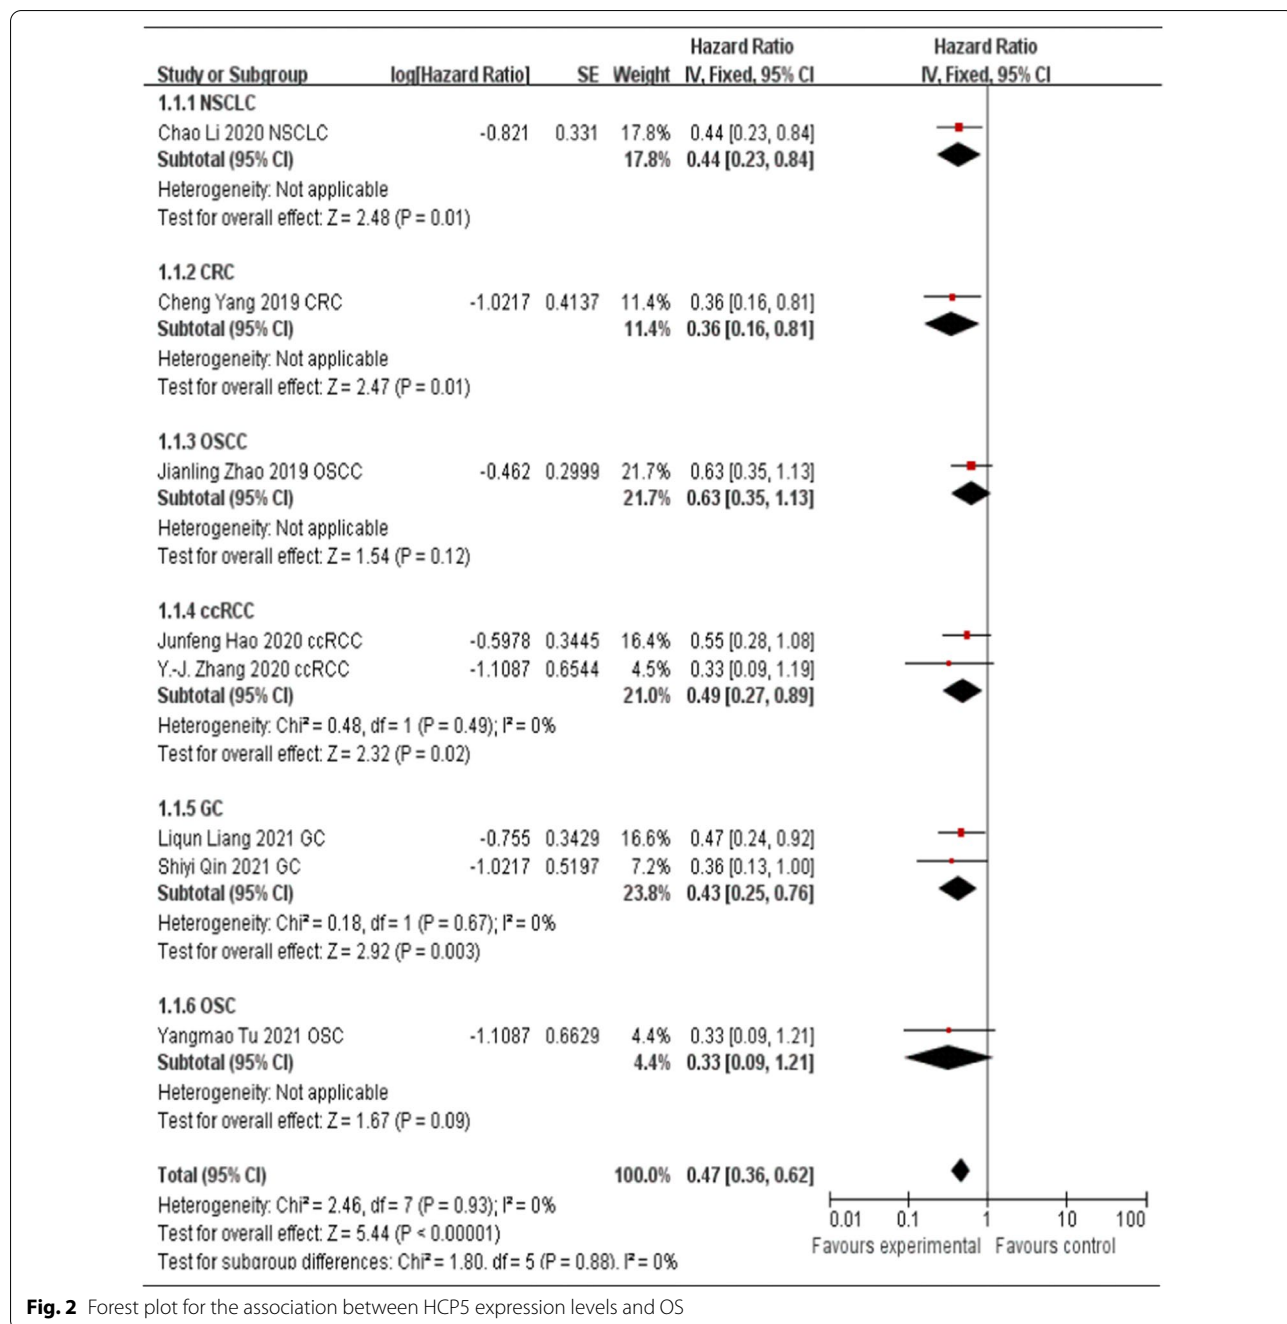 Hazard Ratio Hazard Ratio
Study or Subgroup log[Hazard Ratio] SE Weight IV, Fixed, 95% CI IV, Fixed, 95% CI
1.1.1 NSCLC
Chao Li 2020 NSCLC -0.821 0.331 17.8% 0.44 [0.23, 0.84]
Subtotal (95% CI) 17.8% 0.44 [0.23, 0.84]
Heterogeneity: Not applicable
Test for overall effect: Z = 2.48 (P = 0.01)
1.1.2 CRC
Cheng Yang 2019 CRC -1.0217 0.4137 11.4% 0.36 [0.16, 0.81]
Subtotal (95% CI) 11.4% 0.36 [0.16, 0.81]
Heterogeneity: Not applicable
Test for overall effect: Z = 2.47 (P = 0.01)
1.1.3 OSCC
Jianling Zhao 2019 OSCC -0.462 0.2999 21.7% 0.63 [0.35, 1.13]
Subtotal (95% CI) 21.7% 0.63 [0.35, 1.13]
Heterogeneity: Not applicable
Test for overall effect: Z = 1.54 (P = 0.12)
1.1.4 ccRCC
Junfeng Hao 2020 ccRCC -0.5978 0.3445 16.4% 0.55 [0.28, 1.08]
Y.-J. Zhang 2020 ccRCC -1.1087 0.6544 4.5% 0.33 [0.09, 1.19]
Subtotal (95% CI) 21.0% 0.49 [0.27, 0.89]
Heterogeneity: Chi² = 0.48, df = 1 (P = 0.49); I² = 0%
Test for overall effect: Z = 2.32 (P = 0.02)
1.1.5 GC
Liqun Liang 2021 GC -0.755 0.3429 16.6% 0.47 [0.24, 0.92]
Shiyi Qin 2021 GC -1.0217 0.5197 7.2% 0.36 [0.13, 1.00]
Subtotal (95% CI) 23.8% 0.43 [0.25, 0.76]
Heterogeneity: Chi² = 0.18, df = 1 (P = 0.67); I² = 0%
Test for overall effect: Z = 2.92 (P = 0.003)
1.1.6 OSC
Yangmao Tu 2021 OSC -1.1087 0.6629 4.4% 0.33 [0.09, 1.21]
Subtotal (95% CI) 4.4% 0.33 [0.09, 1.21]
Heterogeneity: Not applicable
Test for overall effect: Z = 1.67 (P = 0.09)
Total (95% CI) 100.0% 0.47 [0.36, 0.62]
Heterogeneity: Chi² = 2.46, df = 7 (P = 0.93); I² = 0%
Test for overall effect: Z = 5.44 (P < 0.00001)
Test for subgroup differences: Chi² = 1.80, df = 5 (P = 0.88), I² = 0%
0.01 0.1 1 10 100
Favours experimental Favours control
Fig. 2 Forest plot for the association between HCP5 expression levels and OS